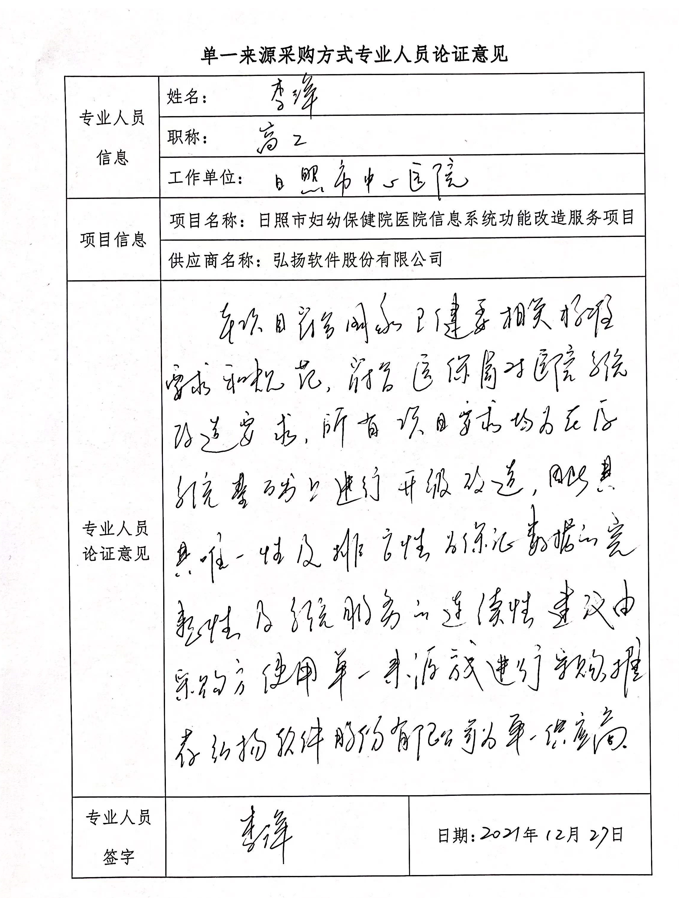 单一来源采购方式专业人员论证意见
专业人员
信息
姓名：李
职称：高工
工作单位：日照市中心医院
项目信息
项目名称：日照市妇幼保健院医院信息系统功能改造服务项目
供应商名称：弘扬软件股份有限公司
专业人员
论证意见
本项目符合国家卫健委相关标准
要求和规范，符合医保局对医院系统
改造要求，所有项目要求均为在原
系统基础上进行升级改造，服务具
具唯一性及排它性为保证数据的完
整性及系统服务的连续性建议由
采购方使用单一来源方式进行采购，推
荐弘扬软件股份有限公司为单一供应商。
专业人员
签字
李
日期：2021年12月27日